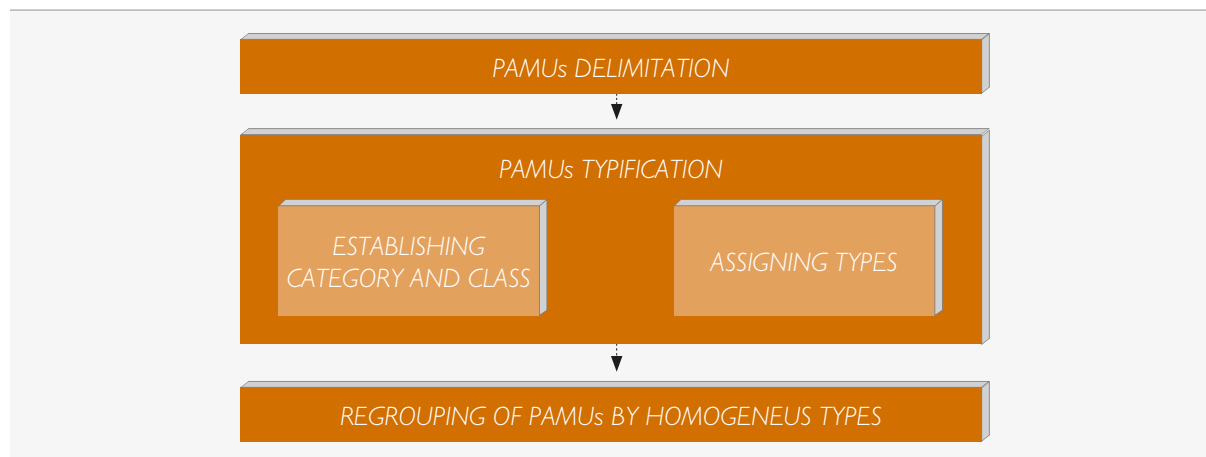 PAMUs DELIMITATION
PAMUs TYPIFICATION
ESTABLISHING
CATEGORY AND CLASS
ASSIGNING TYPES
REGROUPING OF PAMUs BY HOMOGENEUS TYPES